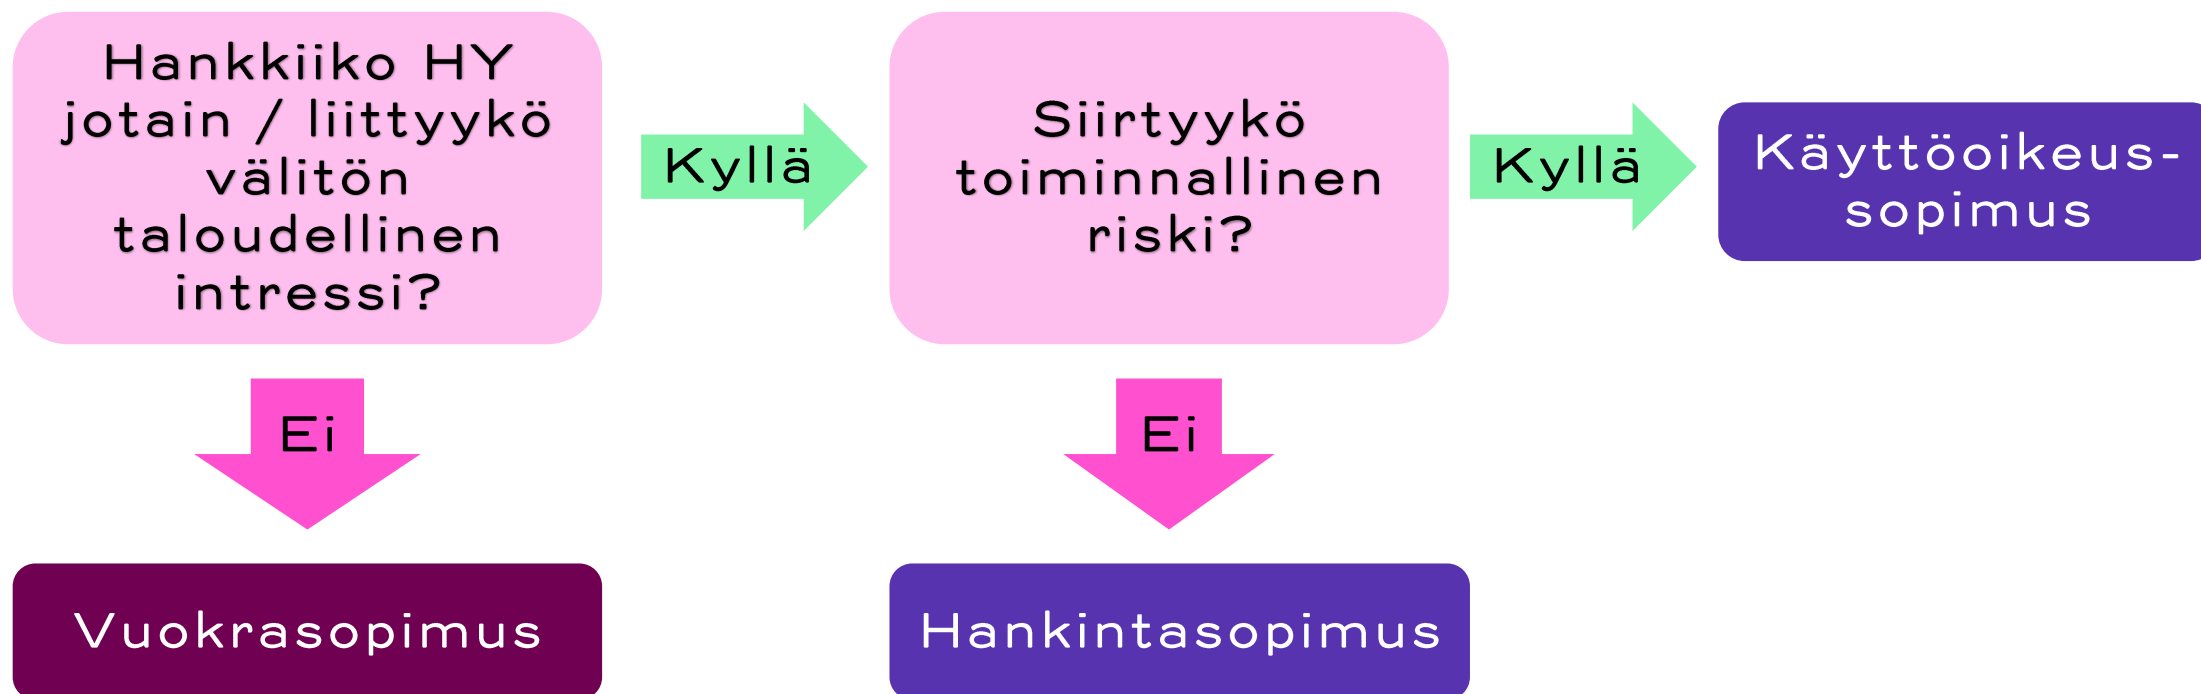 Hankkiiko HY
jotain / liittyykö
välitön
taloudellinen
intressi?
Kyllä
Siirtyykö
toiminnallinen
riski?
Kyllä
Käyttöoikeus-
sopimus
Ei
Ei
Vuokrasopimus
Hankintasopimus